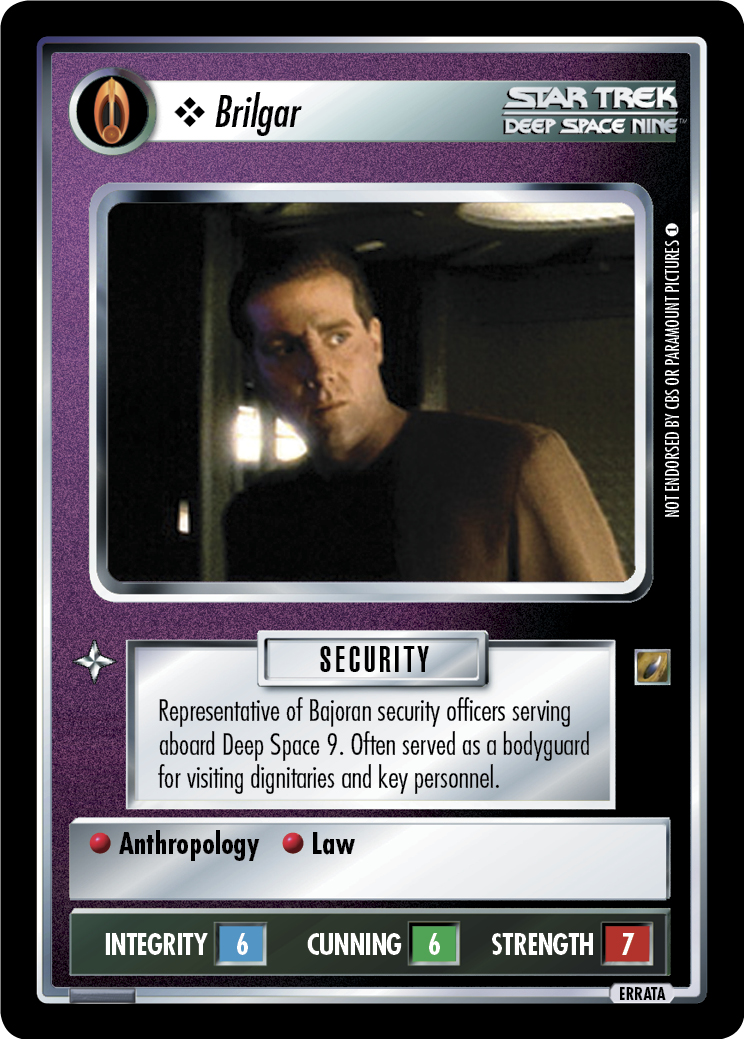 ❖ Brilgar
STAR TREK
DEEP SPACE NINE™
NOT ENDORSED BY CBS OR PARAMOUNT PICTURES 1
SECURITY
Representative of Bajoran security officers serving
aboard Deep Space 9. Often served as a bodyguard
for visiting dignitaries and key personnel.
Anthropology Law
INTEGRITY 6 CUNNING 6 STRENGTH 7
ERRATA